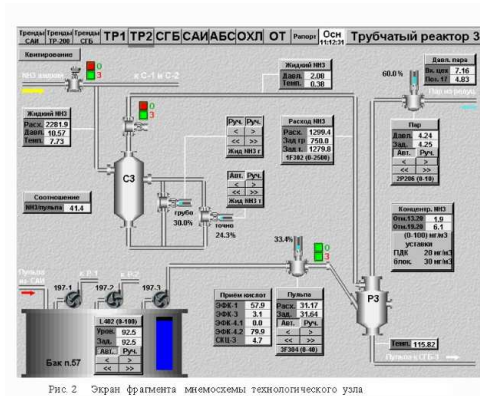 Тренды САИ
Тренды ТР-200
Тренды СГБ
ТР1
ТР2
СГБ
САИ
АБС
ОХЛ
ОТ
Рапорт
Осн
11:12:31
Трубчатый реактор 3
Квитирование
NH3 жидкий
к С-1 и С-2
0
3
Жидкий NH3
Давл. 2.00
Темп. 0.38
60.0%
Давл. пара
Вх. цех 7.16
Поз. 17 4.83
Жидкий NH3
Расх. 2281.9
Давл. 10.57
Темп. 7.73
0
3
Руч. Руч.
< >
<< >>
Жид NH3 г
Расход NH3
Расх. 1299.4
Зад гр 750.0
Зад т. 1279.8
1F302 (0-2500)
Пар
Давл. 4.24
Зад. 4.25
Авт. Руч.
< >
<< >>
2P206 (0-10)
С3
Авт. Руч.
< >
<< >>
Жид NH3 т
Соотношение
NH3/пульпа 41.4
грубо
30.0%
точно
24.3%
Концентр. NH3
Отм.13.20 1.9
Отм.19.20 6.1
(0-100) мг/м3
уставки
ПДК 20 мг/м3
блок. 30 мг/м3
33.4%
0
3
Пульпа из САИ
к Р-1
к Р-2
197-1
197-2
197-3
Приём кислот
ЭФК-1 57.9
ЭФК-3 3.1
ЭФК-4.1 0.0
ЭФК-4.2 79.9
СКЦ-3 4.7
Пульпа
Расх. 31.17
Зад. 31.64
Авт. Руч.
< >
<< >>
3F304 (0-40)
Р3
L402 (0-100)
Уров. 92.5
Зад. 92.5
Авт. Руч.
< >
<< >>
Бак п.57
Темп. 115.82
Пульпа к СГБ-1
Рис. 2 Экран фрагмента мнемосхемы технологического узла